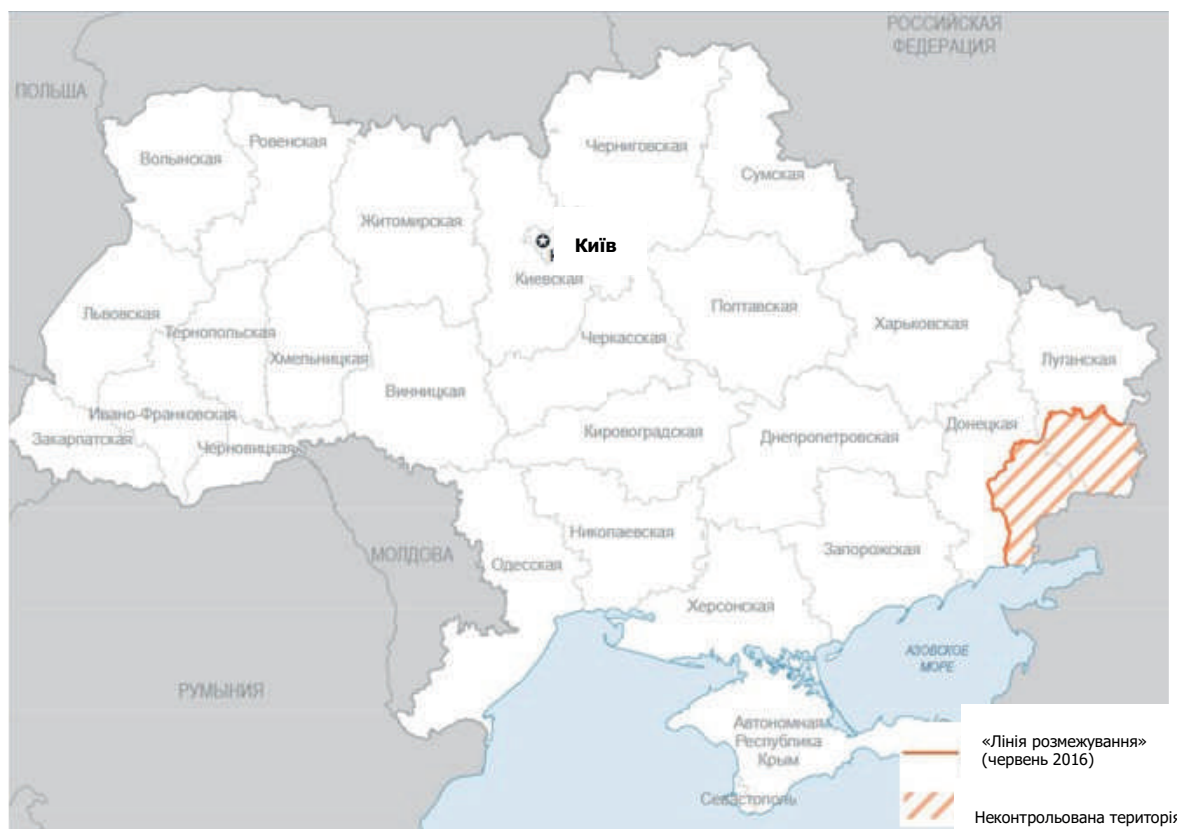 РОССИЙСКАЯ
ФЕДЕРАЦИЯ
ПОЛЬША
Волынская
Ровенская
Черниговская
Сумская
Житомирская
Київ
Киевская
Львовская
Тернопольская
Хмельницкая
Черкасская
Полтавская
Харьковская
Луганская
Винницкая
Ивано-Франковская
Закарпатская
Черновицкая
Кировоградская
Днепропетровская
Донецкая
МОЛДОВА
Одесская
Николаевская
Запорожская
Херсонская
АЗОВСКОЕ
МОРЕ
РУМЫНИЯ
Автономная
Республика
Крым
Севастополь
«Лінія розмежування»
(червень 2016)
Неконтрольована територія